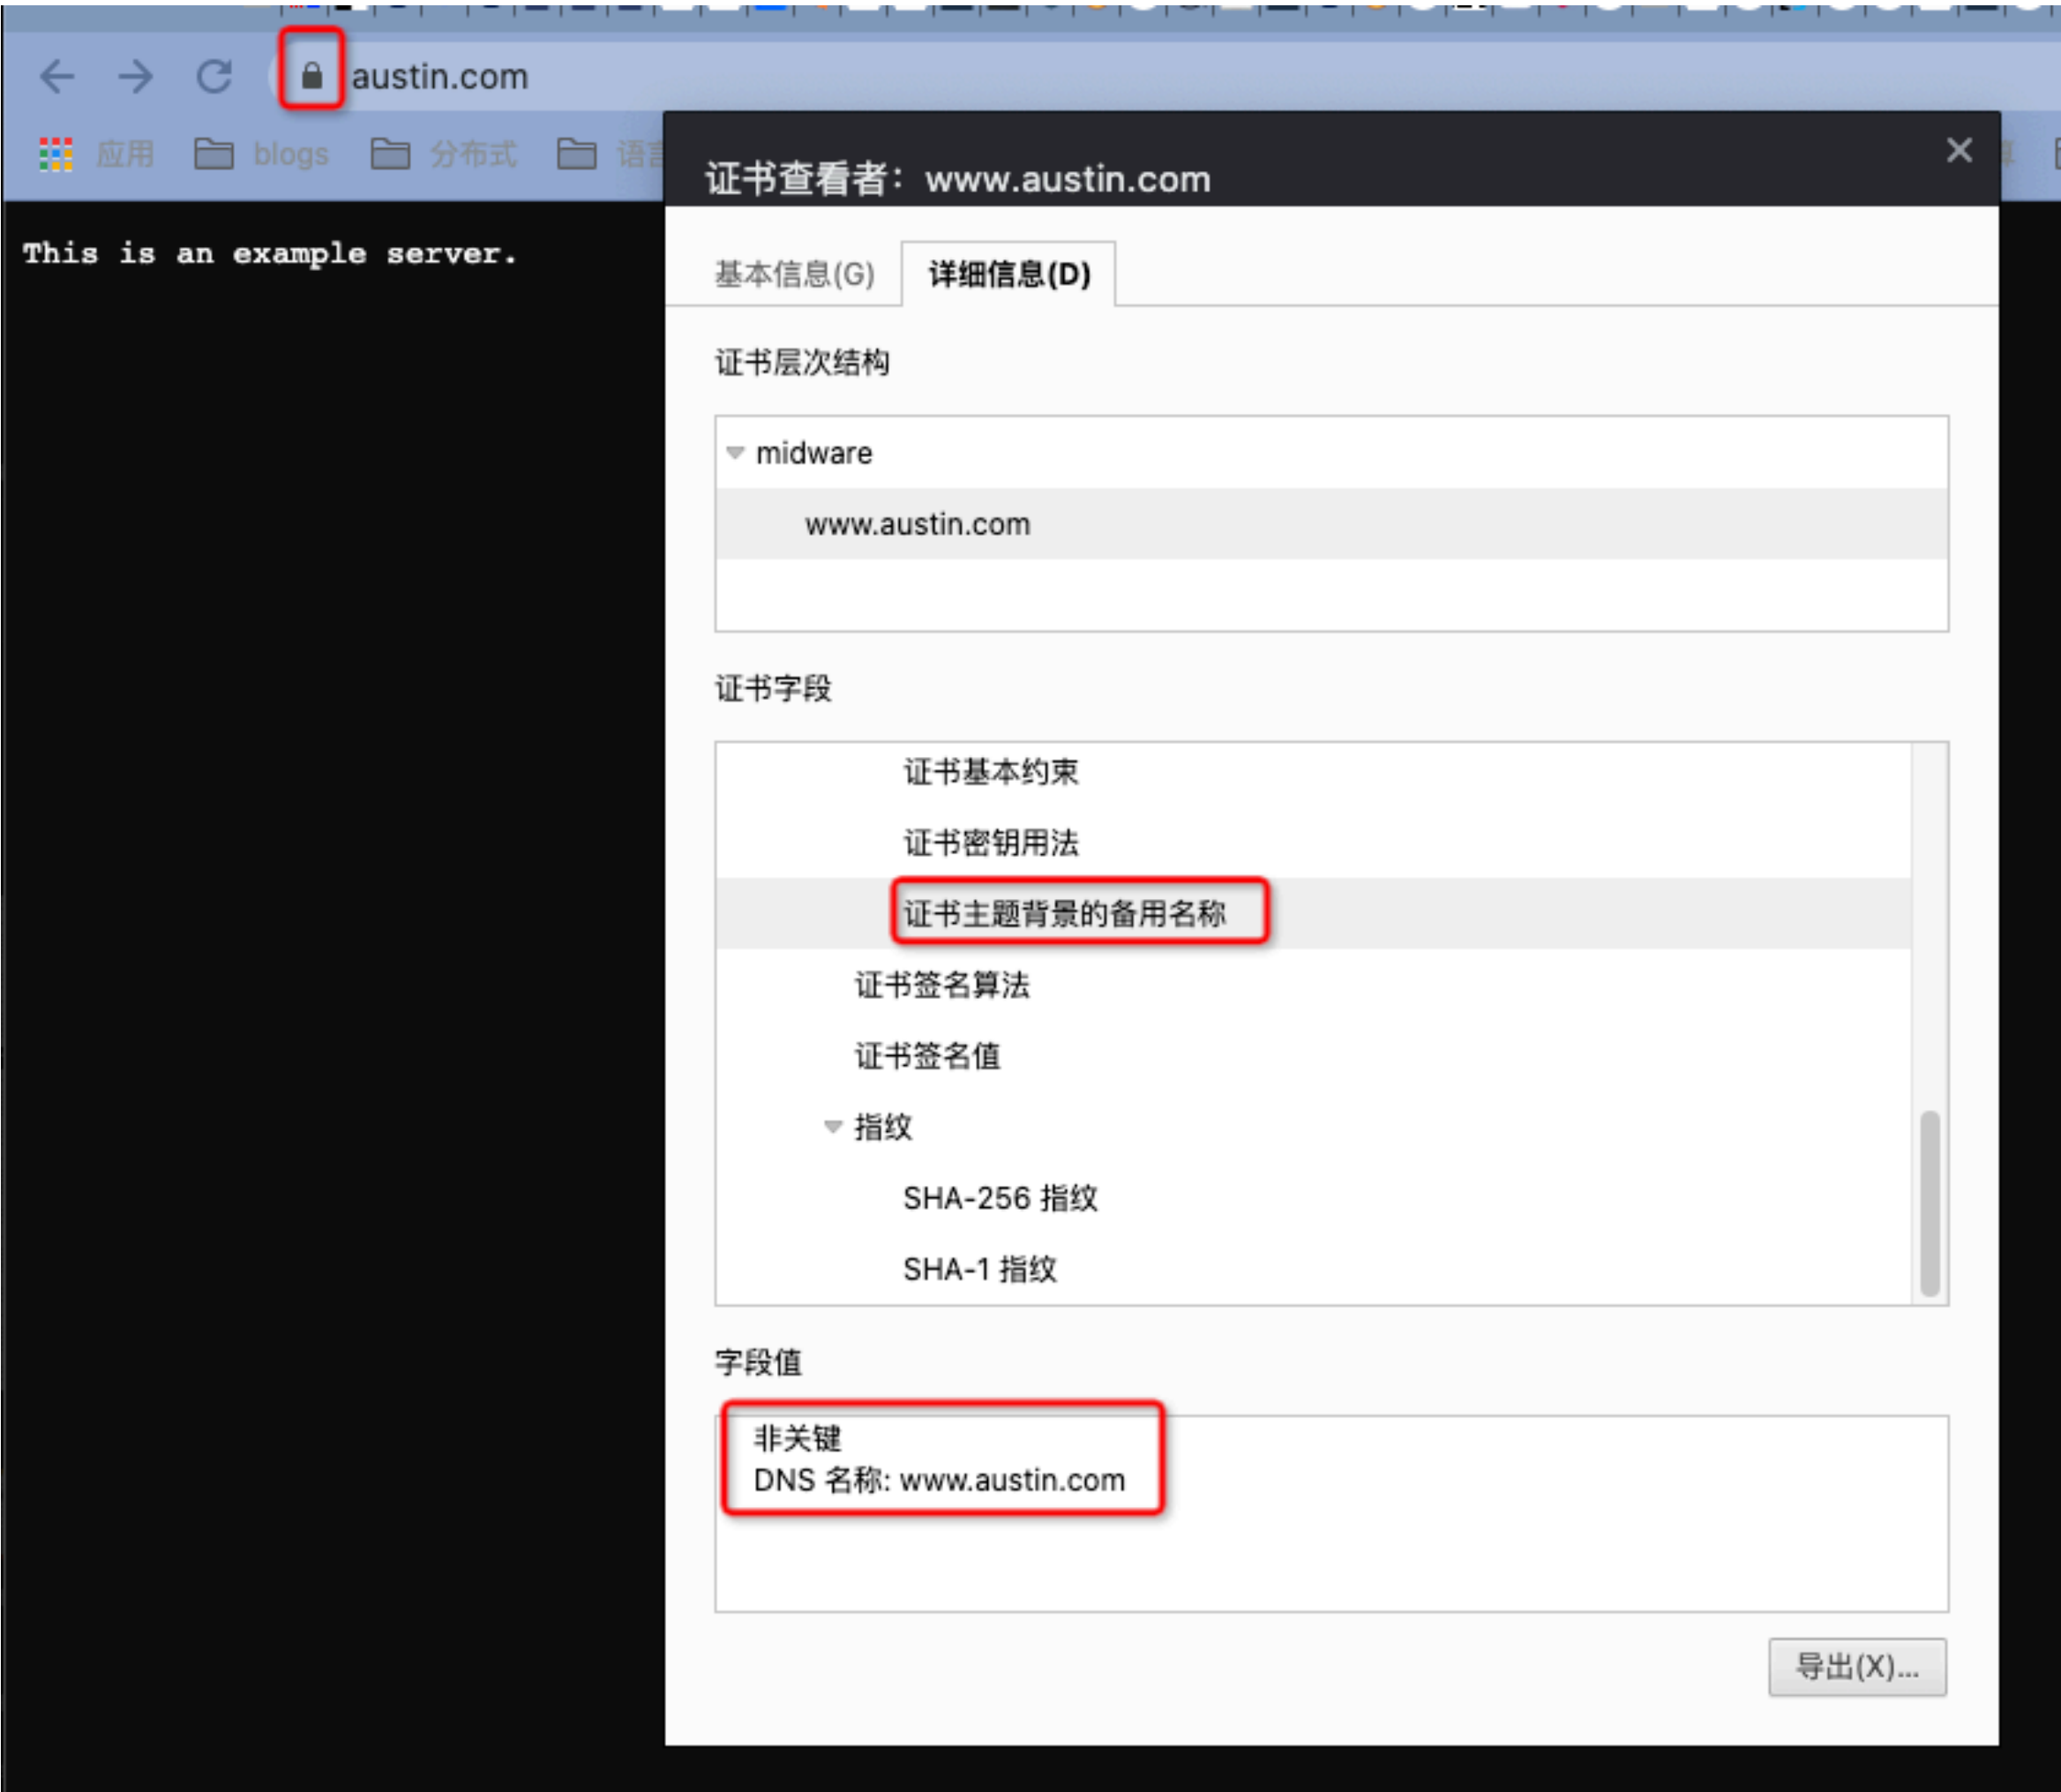 austin.com
应用
blogs
分布式
证书查看者：www.austin.com
This is an example server.
基本信息(G)
详细信息(D)
证书层次结构
midware
www.austin.com
证书字段
证书基本约束
证书密钥用法
证书主题背景的备用名称
证书签名算法
证书签名值
指纹
SHA-256 指纹
SHA-1 指纹
字段值
非关键
DNS 名称: www.austin.com
导出(X)...